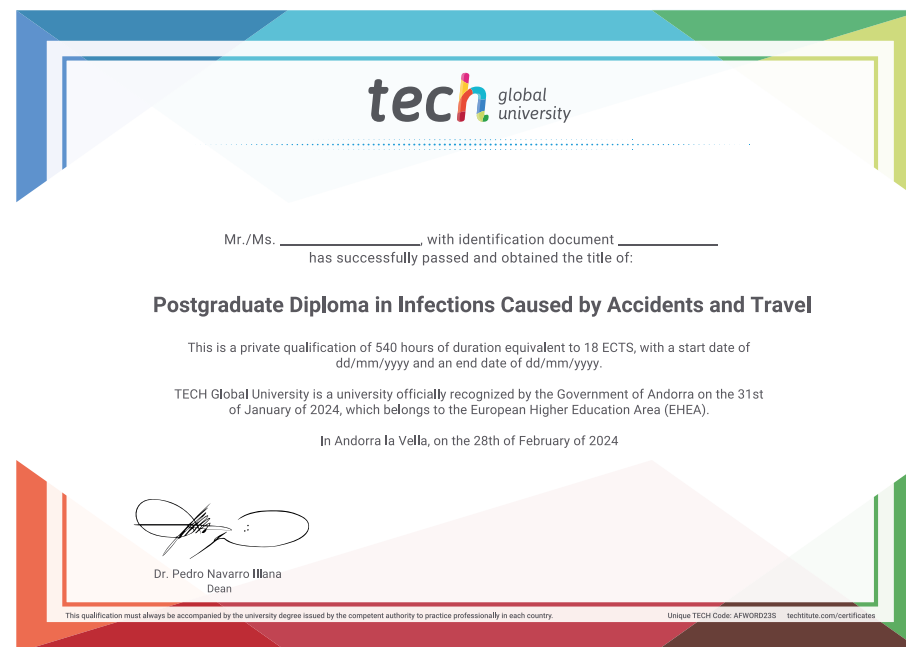 tech global
university
Mr./Ms. ____________, with identification document ____________
has successfully passed and obtained the title of:
Postgraduate Diploma in Infections Caused by Accidents and Travel
This is a private qualification of 540 hours of duration equivalent to 18 ECTS, with a start date of
dd/mm/yyyy and an end date of dd/mm/yyyy.
TECH Global University is a university officially recognized by the Government of Andorra on the 31st
of January of 2024, which belongs to the European Higher Education Area (EHEA).
In Andorra la Vella, on the 28th of February of 2024
Dr. Pedro Navarro Illana
Dean
This qualification must always be accompanied by the university degree issued by the competent authority to practice professionally in each country. Unique TECH Code: AFWORD23S techtitute.com/certificates